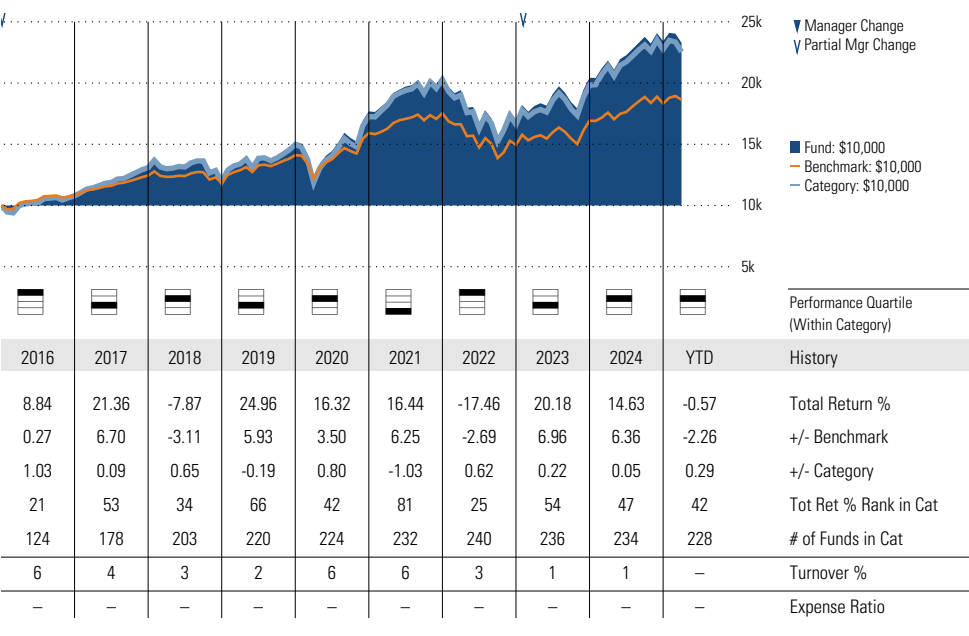 25k
▼ Manager Change
∨ Partial Mgr Change
20k
15k
Fund: $10,000
Benchmark: $10,000
Category: $10,000
10k
5k
Performance Quartile
(Within Category)
2016 2017 2018 2019 2020 2021 2022 2023 2024 YTD History
8.84 21.36 -7.87 24.96 16.32 16.44 -17.46 20.18 14.63 -0.57 Total Return %
0.27 6.70 -3.11 5.93 3.50 6.25 -2.69 6.96 6.36 -2.26 +/- Benchmark
1.03 0.09 0.65 -0.19 0.80 -1.03 0.62 0.22 0.05 0.29 +/- Category
21 53 34 66 42 81 25 54 47 42 Tot Ret % Rank in Cat
124 178 203 220 224 232 240 236 234 228 # of Funds in Cat
6 4 3 2 6 6 3 1 1 – Turnover %
– – – – – – – – – – Expense Ratio